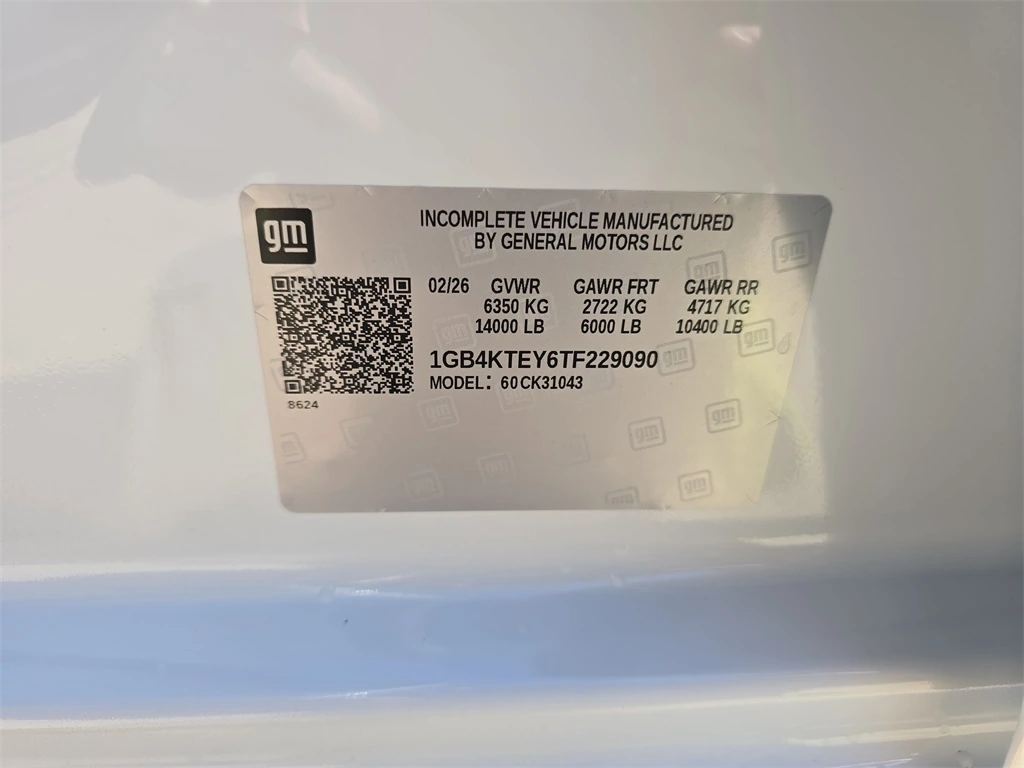 gm
INCOMPLETE VEHICLE MANUFACTURED
BY GENERAL MOTORS LLC
02/26 GVWR GAWR FRT GAWR RR
6350 KG 2722 KG 4717 KG
14000 LB 6000 LB 10400 LB
1GB4KTEY6TF229090
MODEL: 60CK31043
8624